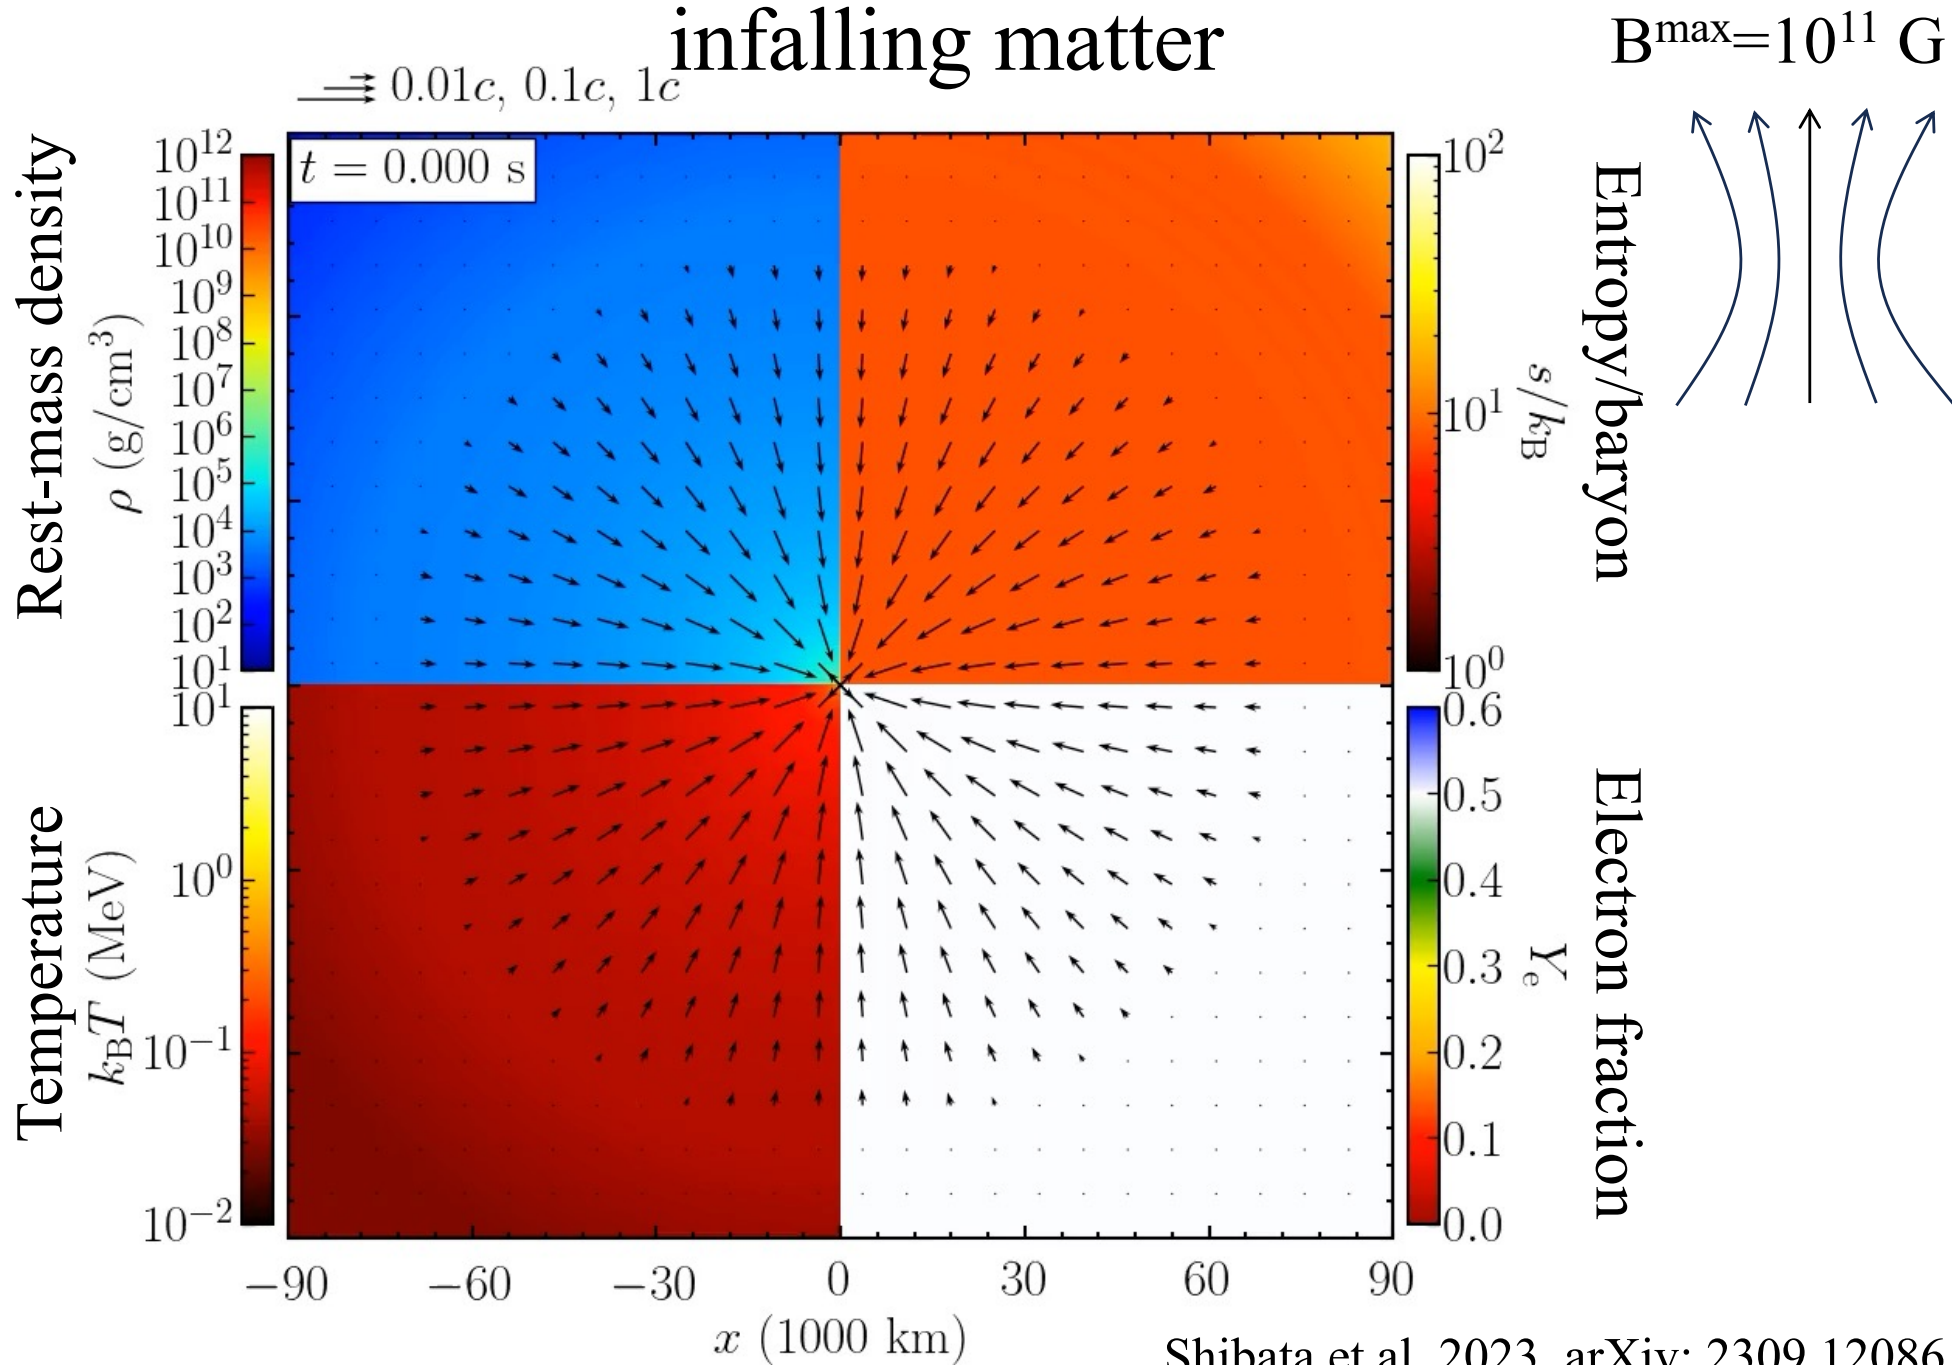 infalling matter
B^max=10^11 G
0.01c, 0.1c, 1c
t = 0.000 s
Rest-mass density
ρ (g/cm^3)
10^12
10^11
10^10
10^9
10^8
10^7
10^6
10^5
10^4
10^3
10^2
10^1
10^2
10^1
10^0
s/k_B
Entropy/baryon
Temperature
k_BT (MeV)
10^1
10^0
10^−1
10^−2
0.6
0.5
0.4
0.3
0.2
0.1
0.0
Y_e
Electron fraction
−90 −60 −30 0 30 60 90
x (1000 km)
Shibata et al. 2023, arXiv: 2309.12086